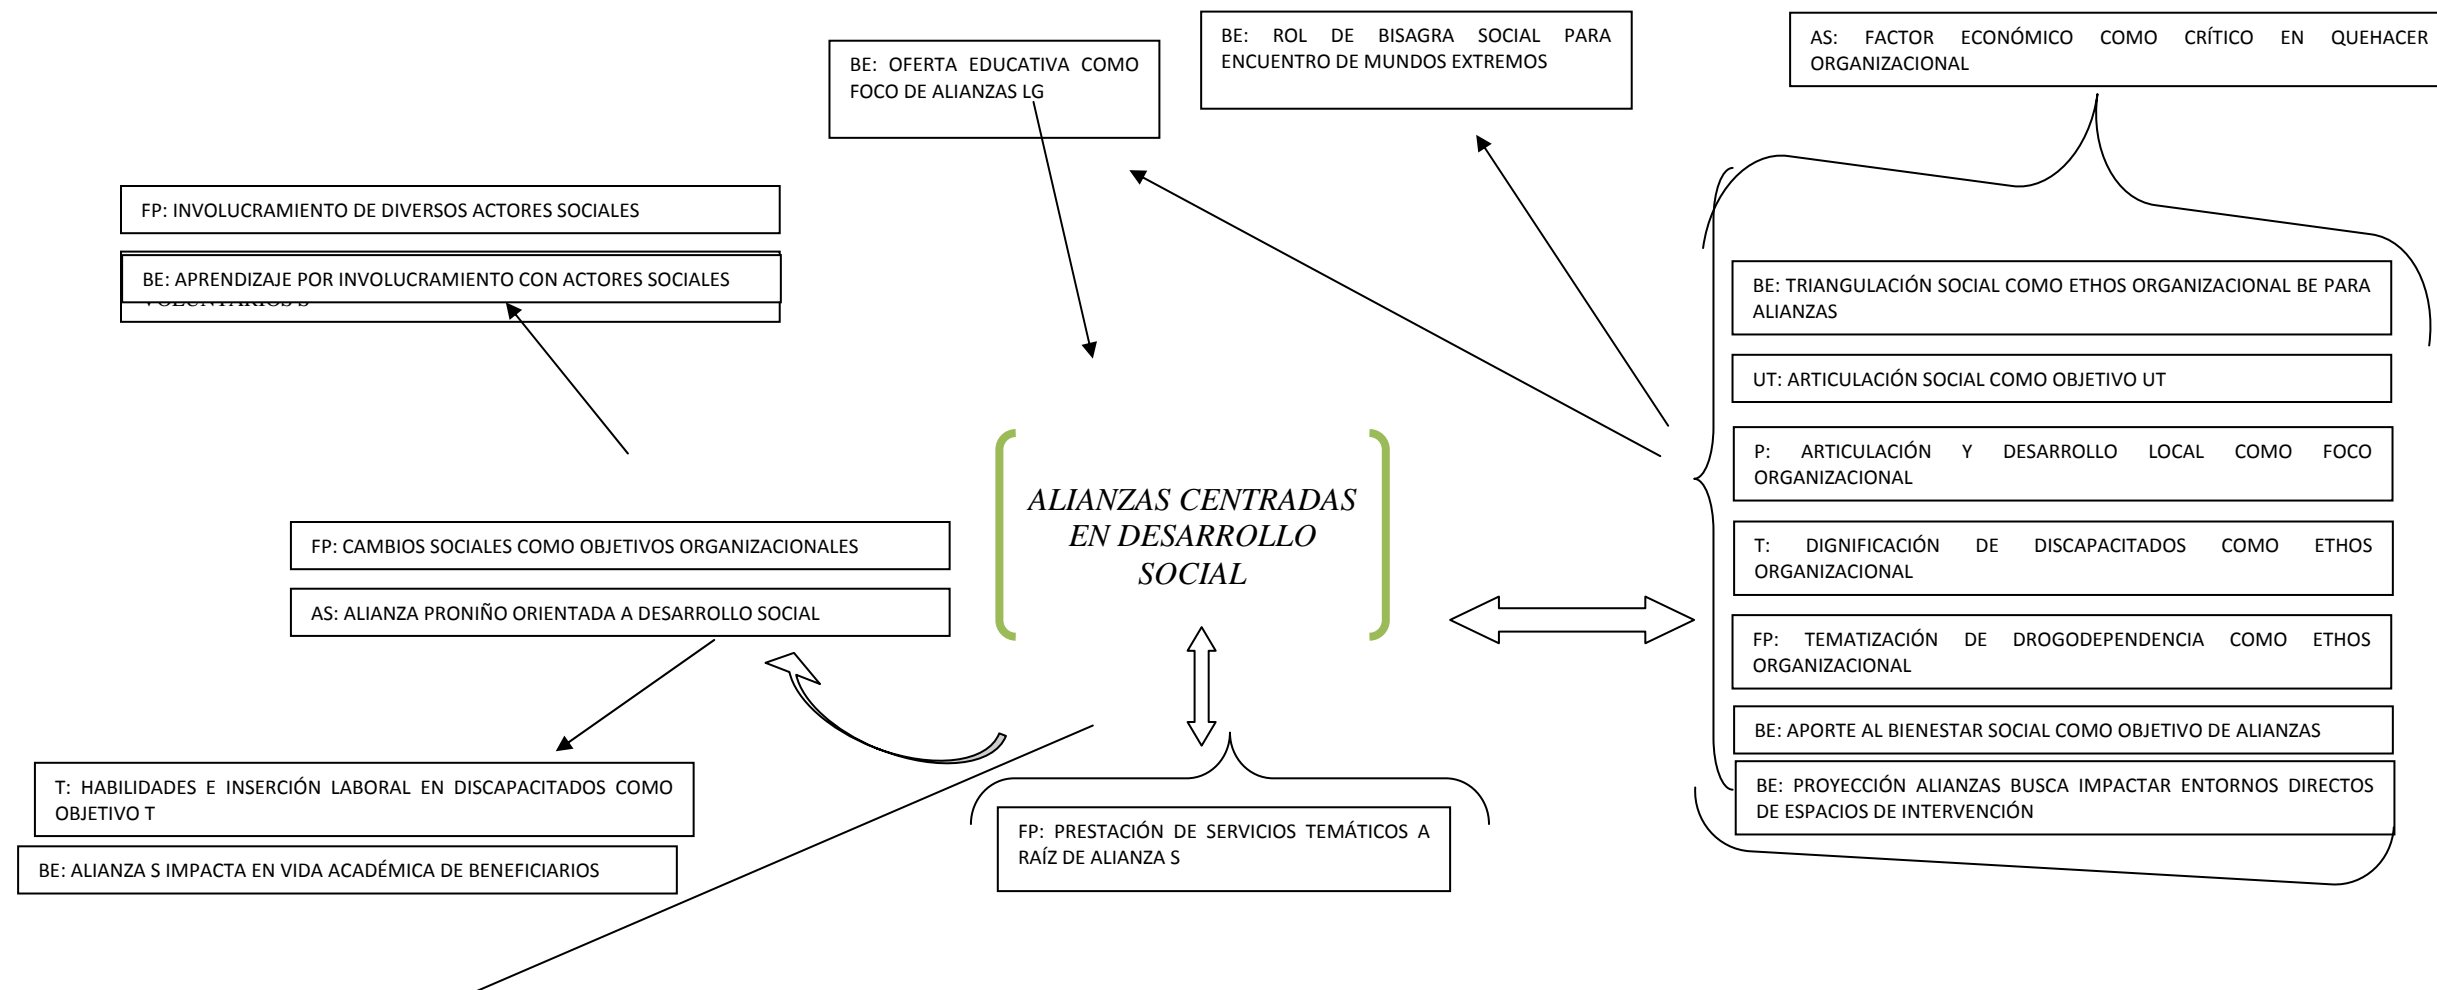 BE: ROL DE BISAGRA SOCIAL PARA
ENCUENTRO DE MUNDOS EXTREMOS
AS: FACTOR ECONÓMICO COMO CRÍTICO EN QUEHACER
ORGANIZACIONAL
BE: OFERTA EDUCATIVA COMO
FOCO DE ALIANZAS LG
FP: INVOLUCRAMIENTO DE DIVERSOS ACTORES SOCIALES
BE: APRENDIZAJE POR INVOLUCRAMIENTO CON ACTORES SOCIALES
BE: TRIANGULACIÓN SOCIAL COMO ETHOS ORGANIZACIONAL BE PARA
ALIANZAS
UT: ARTICULACIÓN SOCIAL COMO OBJETIVO UT
P: ARTICULACIÓN Y DESARROLLO LOCAL COMO FOCO
ORGANIZACIONAL
ALIANZAS CENTRADAS
EN DESARROLLO
SOCIAL
FP: CAMBIOS SOCIALES COMO OBJETIVOS ORGANIZACIONALES
AS: ALIANZA PRONIÑO ORIENTADA A DESARROLLO SOCIAL
T: DIGNIFICACIÓN DE DISCAPACITADOS COMO ETHOS
ORGANIZACIONAL
FP: TEMATIZACIÓN DE DROGODEPENDENCIA COMO ETHOS
ORGANIZACIONAL
BE: APORTE AL BIENESTAR SOCIAL COMO OBJETIVO DE ALIANZAS
BE: PROYECCIÓN ALIANZAS BUSCA IMPACTAR ENTORNOS DIRECTOS
DE ESPACIOS DE INTERVENCIÓN
T: HABILIDADES E INSERCIÓN LABORAL EN DISCAPACITADOS COMO
OBJETIVO T
BE: ALIANZA S IMPACTA EN VIDA ACADÉMICA DE BENEFICIARIOS
FP: PRESTACIÓN DE SERVICIOS TEMÁTICOS A
RAÍZ DE ALIANZA S